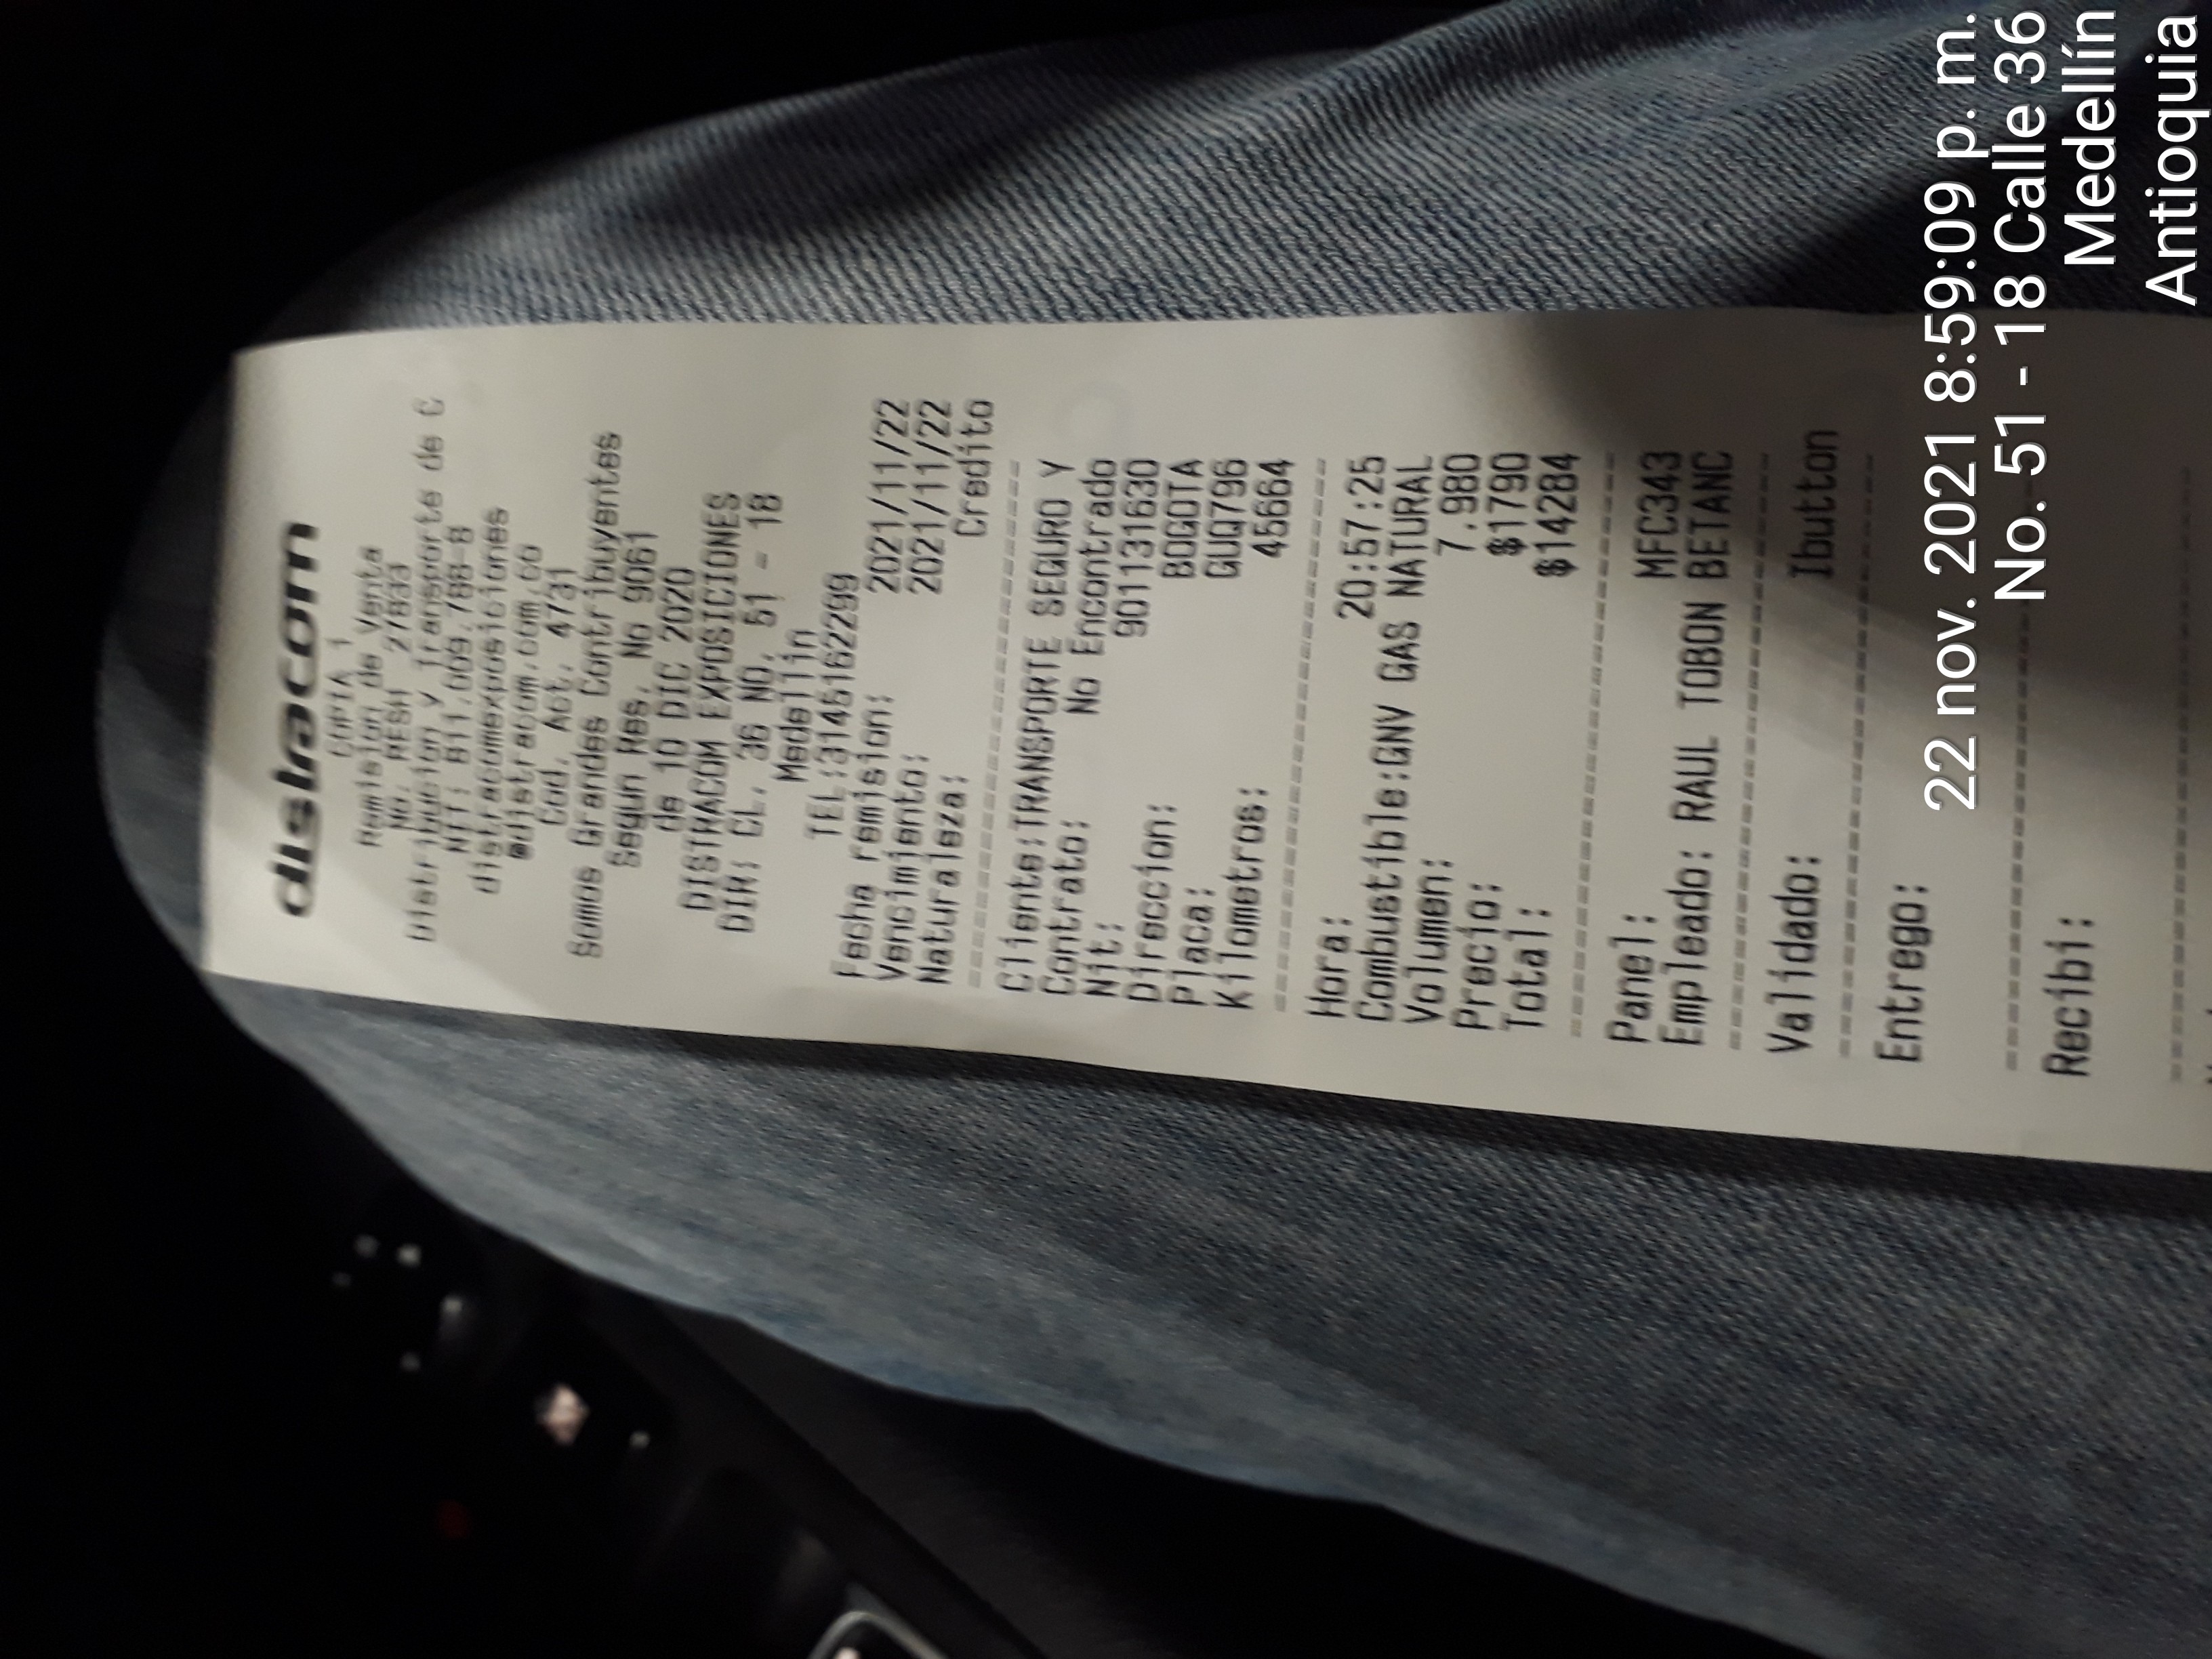 distracom
COPIA 1
Remision de Venta
No. RES1 27833
Distribucion y Transporte de C
NIT: 811.009.788-8
distracomexposiciones
@distracom.com.co
Cod. Act. 4731
Somos Grandes Contribuyentes
Segun Res. No 9061
de 10 DIC 2020
DISTRACOM EXPOSICIONES
DIR: CL. 36 NO. 51 - 18
Medellin
TEL:3145162299
Fecha remision: 2021/11/22
Vencimiento: 2021/11/22
Naturaleza: Credito
Cliente:TRANSPORTE SEGURO Y
Contrato: No Encontrado
Nit: 901131630
Direccion: BOGOTA
Placa: GUQ796
Kilometros: 45664
Hora: 20:57:25
Combustible:GNV GAS NATURAL
Volumen: 7.980
Precio: $1790
Total: $14284
Panel: MFC343
Empleado: RAUL TOBON BETANC
Validado: Ibutton
Entrego:
Recibi:
22 nov. 2021 8:59:09 p. m.
No. 51 - 18 Calle 36
Medellín
Antioquia